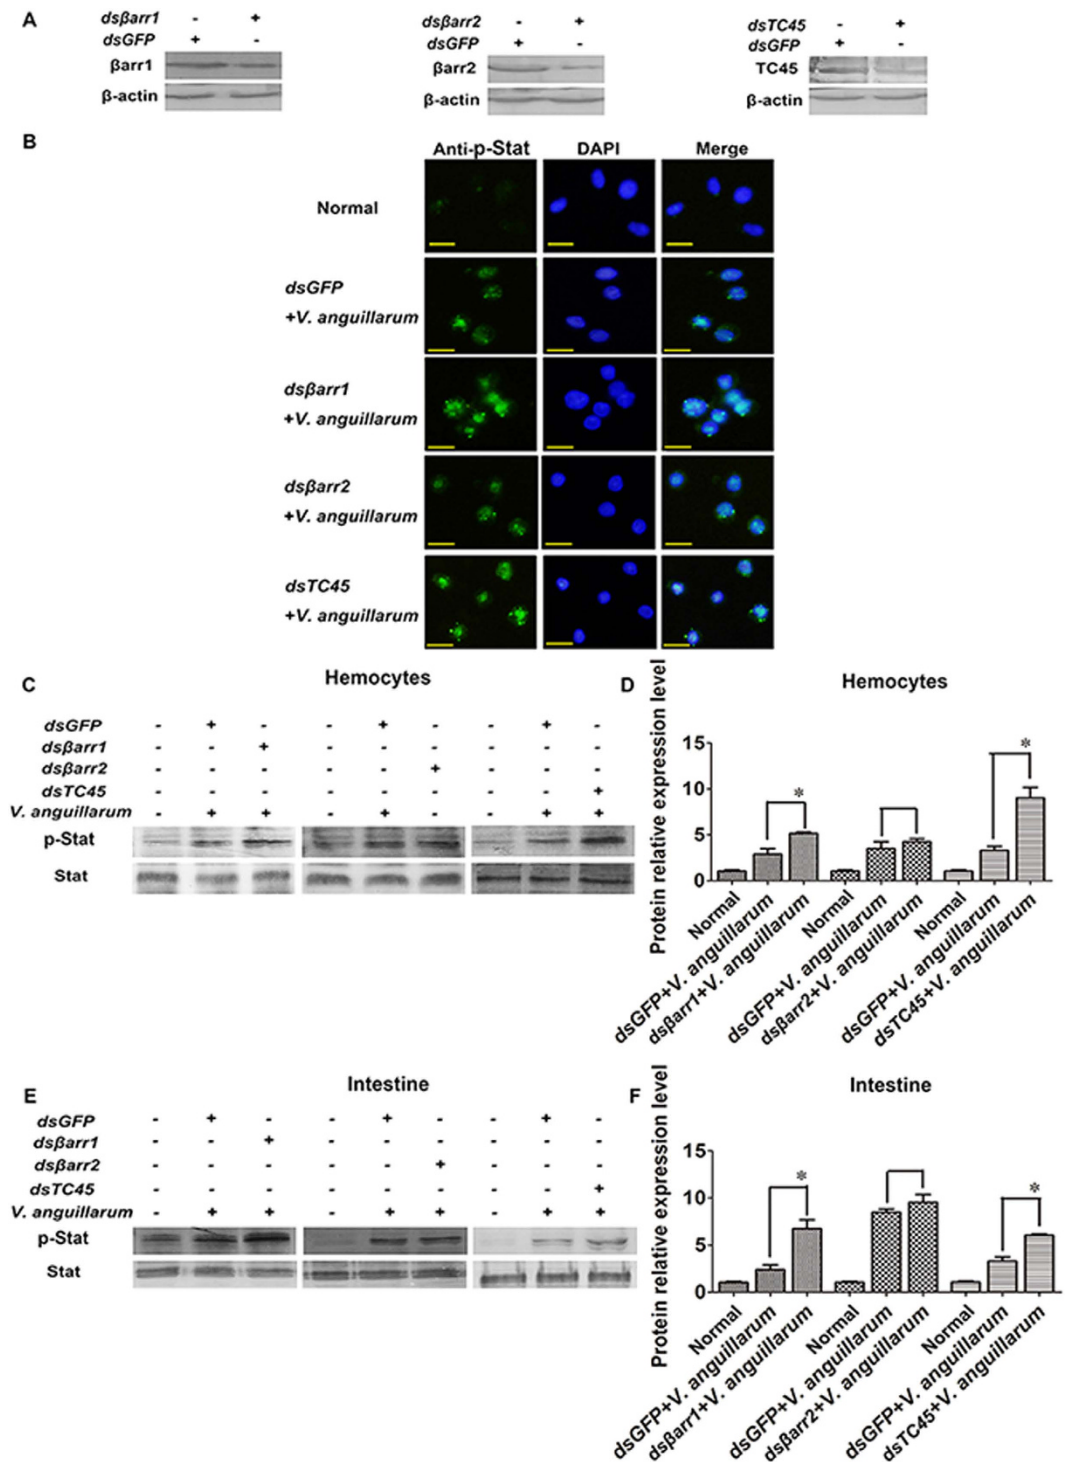 A
dsβarr1 - +
dsGFP + -
βarr1
β-actin
dsβarr2 - +
dsGFP + -
βarr2
β-actin
dsTC45 - +
dsGFP + -
TC45
β-actin
B
Anti-p-Stat DAPI Merge
Normal
dsGFP
+V. anguillarum
dsβarr1
+V. anguillarum
dsβarr2
+V. anguillarum
dsTC45
+V. anguillarum
C
Hemocytes
dsGFP - + - - + - - + -
dsβarr1 - - + - - - - - -
dsβarr2 - - - - - + - - -
dsTC45 - - - - - - - - +
V. anguillarum - + + - + + - + +
p-Stat
Stat
D
Hemocytes
Protein relative expression level
15
10
5
0
*
*
Normal
dsGFP+V. anguillarum
dsβarr1+V. anguillarum
Normal
dsGFP+V. anguillarum
dsβarr2+V. anguillarum
Normal
dsGFP+V. anguillarum
dsTC45+V. anguillarum
E
Intestine
dsGFP - + - - + - - + -
dsβarr1 - - + - - - - - -
dsβarr2 - - - - - + - - -
dsTC45 - - - - - - - - +
V. anguillarum - + + - + + - + +
p-Stat
Stat
F
Intestine
Protein relative expression level
15
10
5
0
*
*
Normal
dsGFP+V. anguillarum
dsβarr1+V. anguillarum
Normal
dsGFP+V. anguillarum
dsβarr2+V. anguillarum
Normal
dsGFP+V. anguillarum
dsTC45+V. anguillarum